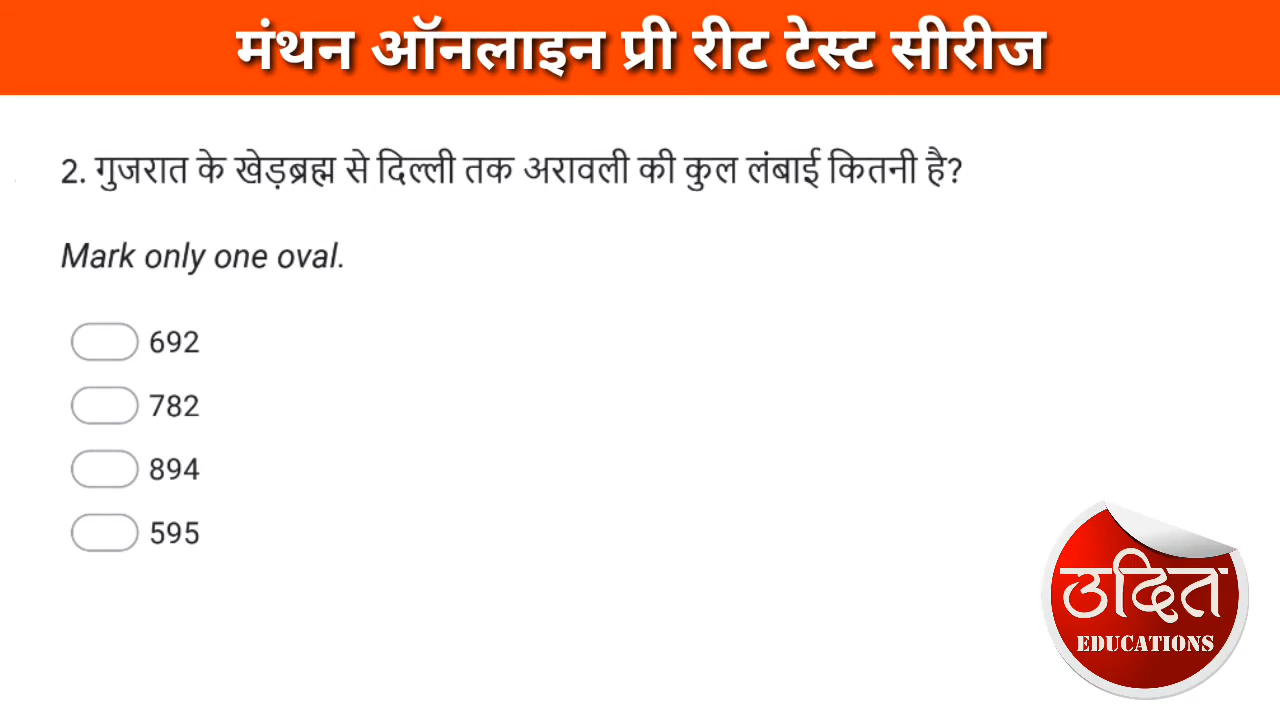 मंथन ऑनलाइन प्री रीट टेस्ट सीरीज
2. गुजरात के खेड़ब्रह्म से दिल्ली तक अरावली की कुल लंबाई कितनी है?
Mark only one oval.
692
782
894
595
उदित
EDUCATIONS